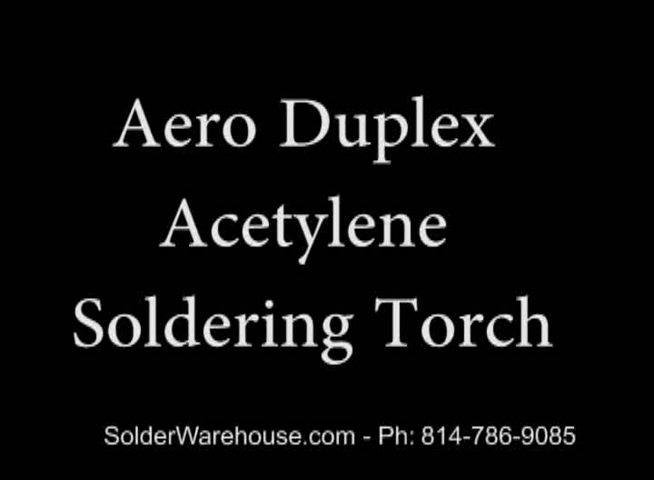 Aero Duplex
Acetylene
Soldering Torch
SolderWarehouse.com - Ph: 814-786-9085